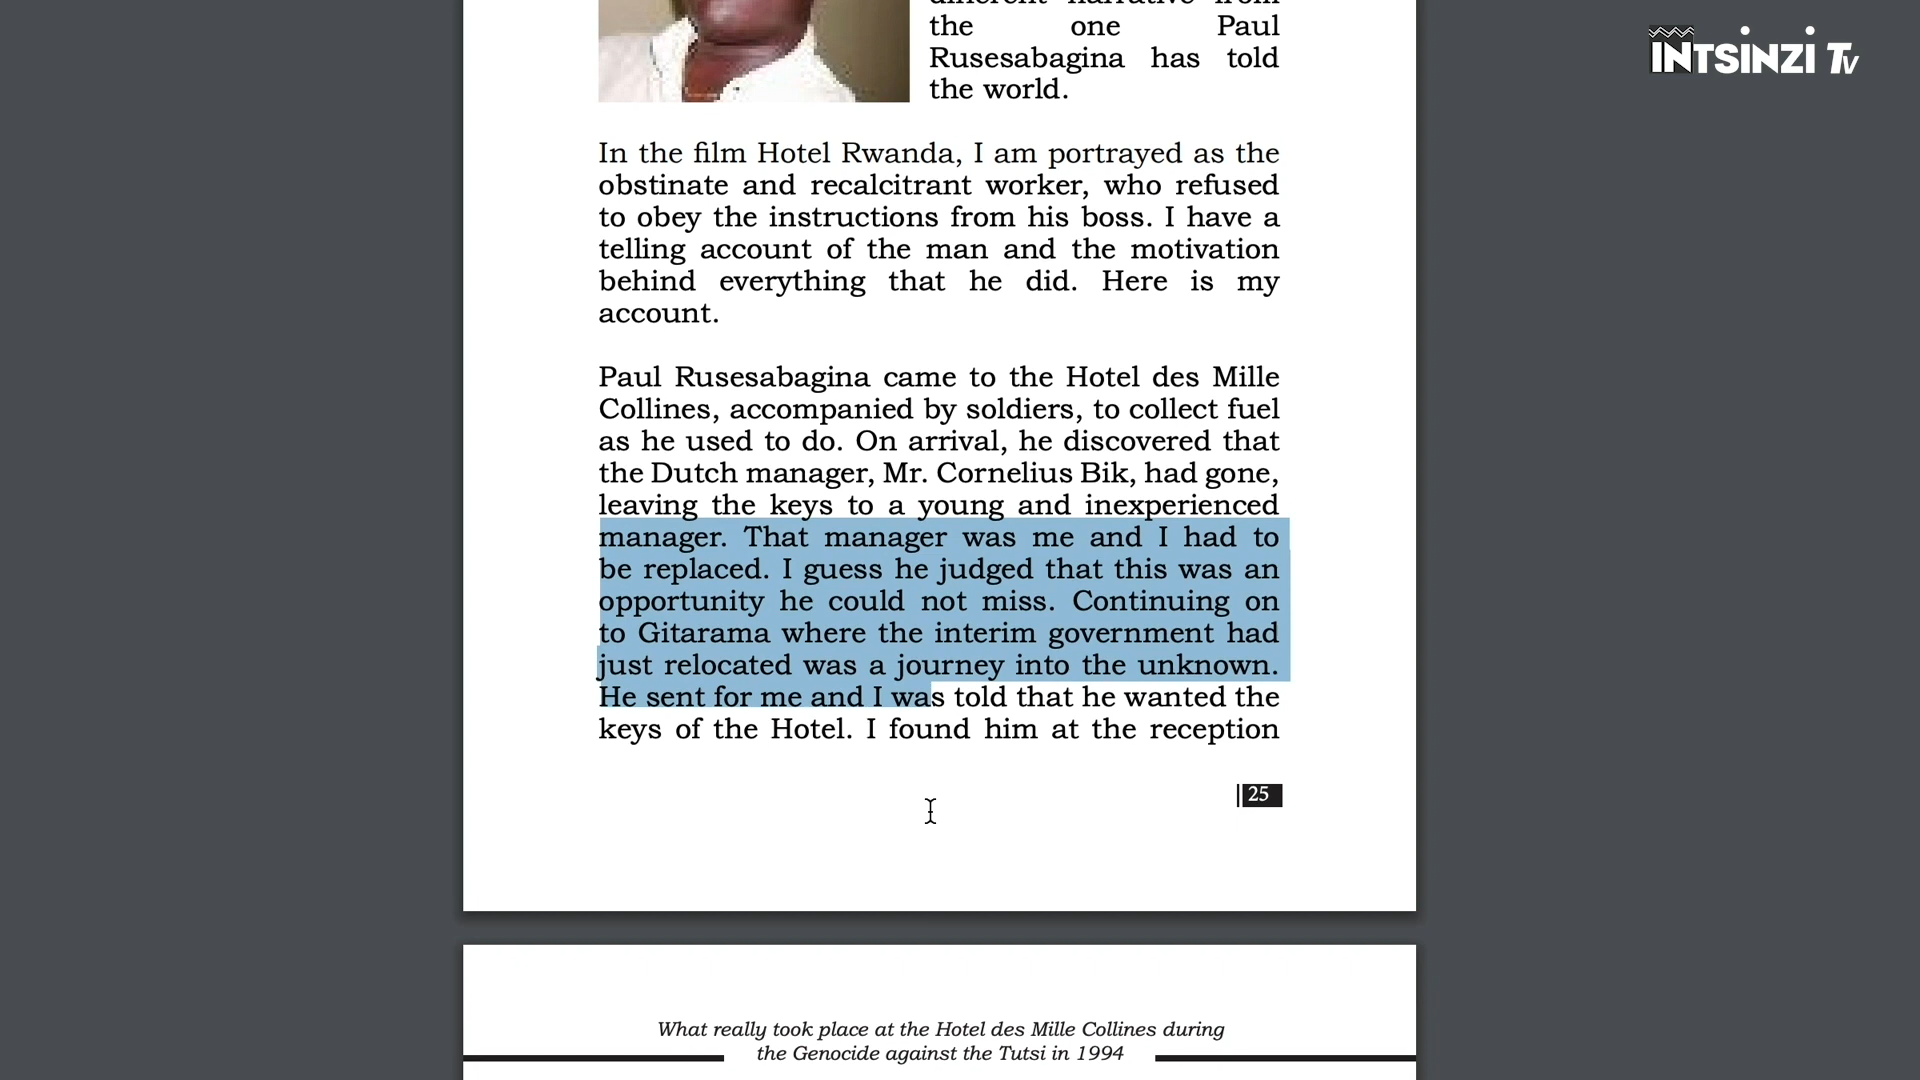 INTSINZI Tv
different narrative from
the one Paul
Rusesabagina has told
the world.
In the film Hotel Rwanda, I am portrayed as the
obstinate and recalcitrant worker, who refused
to obey the instructions from his boss. I have a
telling account of the man and the motivation
behind everything that he did. Here is my
account.
Paul Rusesabagina came to the Hotel des Mille
Collines, accompanied by soldiers, to collect fuel
as he used to do. On arrival, he discovered that
the Dutch manager, Mr. Cornelius Bik, had gone,
leaving the keys to a young and inexperienced
manager. That manager was me and I had to
be replaced. I guess he judged that this was an
opportunity he could not miss. Continuing on
to Gitarama where the interim government had
just relocated was a journey into the unknown.
He sent for me and I was told that he wanted the
keys of the Hotel. I found him at the reception
25
What really took place at the Hotel des Mille Collines during
the Genocide against the Tutsi in 1994